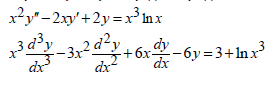 x²y″ − 2xy′ + 2y = x³ ln x
x³ d³y/dx³ − 3x² d²y/dx² + 6x dy/dx − 6y = 3 + ln x³